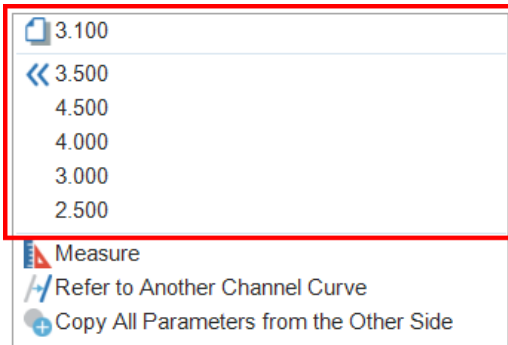 3.100
3.500
4.500
4.000
3.000
2.500
Measure
Refer to Another Channel Curve
Copy All Parameters from the Other Side